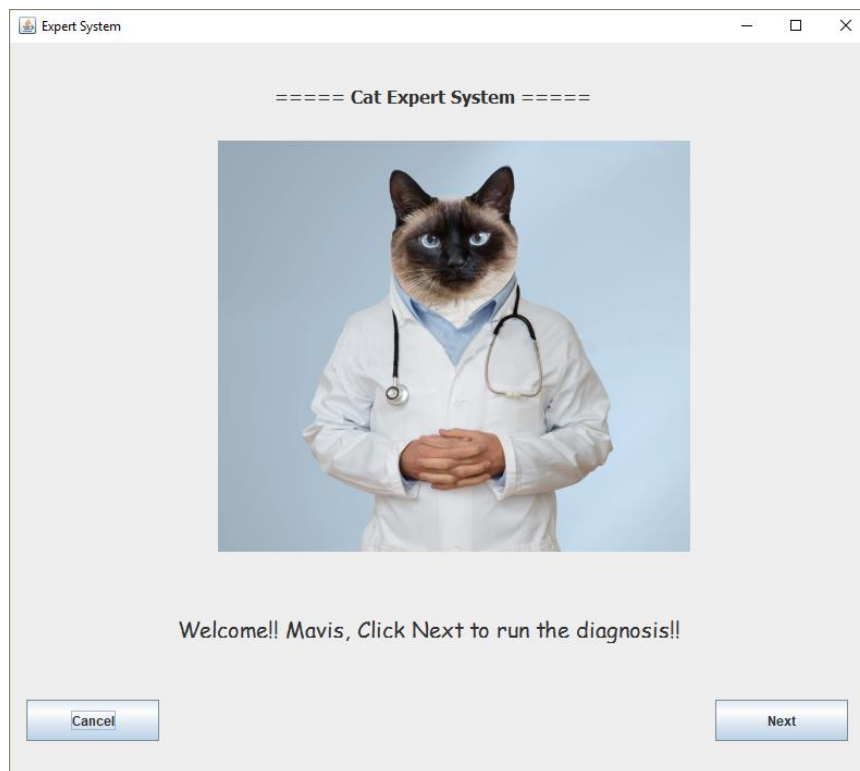 Expert System
===== Cat Expert System =====
Welcome!! Mavis, Click Next to run the diagnosis!!
Cancel
Next